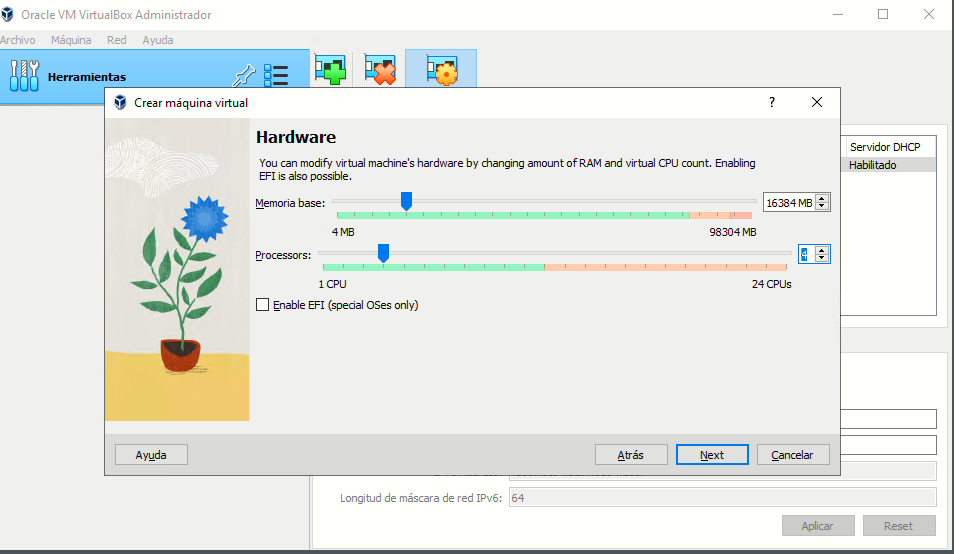 Oracle VM VirtualBox Administrador
Archivo Máquina Red Ayuda
Herramientas
Crear máquina virtual
?
Servidor DHCP
Habilitado
Hardware
You can modify virtual machine's hardware by changing amount of RAM and virtual CPU count. Enabling
EFI is also possible.
Memoria base:
16384 MB
4 MB
98304 MB
Processors:
4
1 CPU
24 CPUs
Enable EFI (special OSes only)
Ayuda
Atrás
Next
Cancelar
Longitud de máscara de red IPv6:
64
Aplicar
Reset